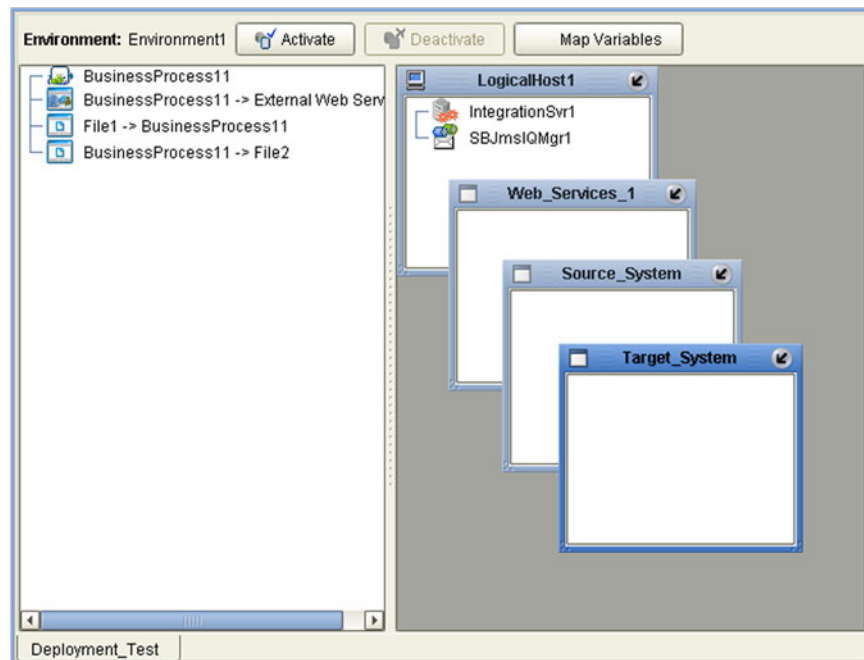 Environment: Environment1 Activate Deactivate Map Variables
BusinessProcess11
BusinessProcess11 -> External Web Serv
File1 -> BusinessProcess11
BusinessProcess11 -> File2
LogicalHost1
IntegrationSvr1
SBJmsIQMgr1
Web_Services_1
Source_System
Target_System
Deployment_Test